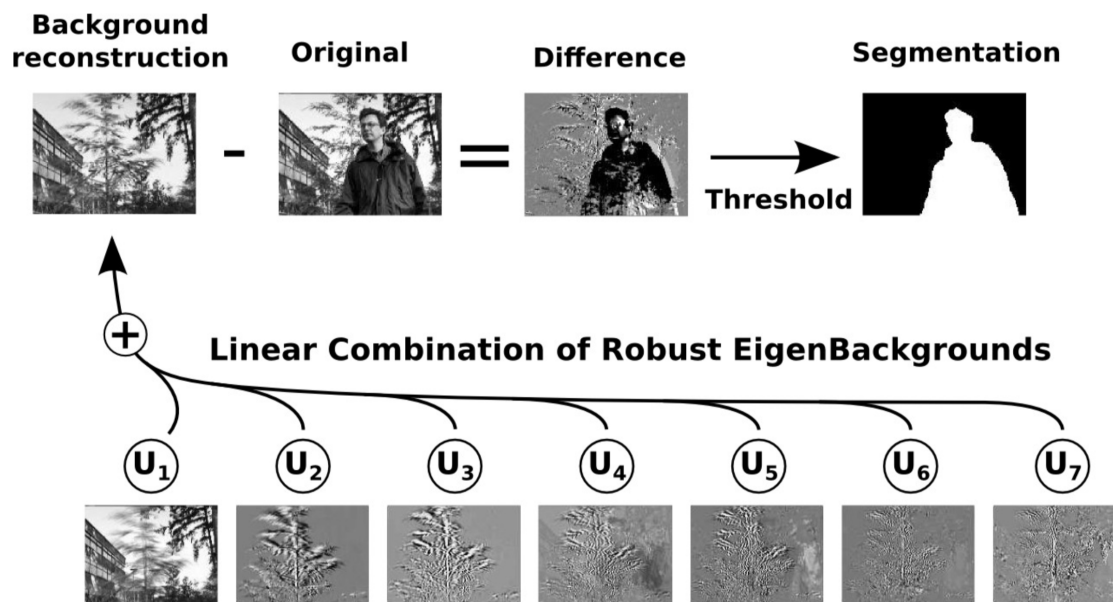 Background
reconstruction
Original
Difference
Segmentation
-
=
Threshold
+
Linear Combination of Robust EigenBackgrounds
U₁ U₂ U₃ U₄ U₅ U₆ U₇